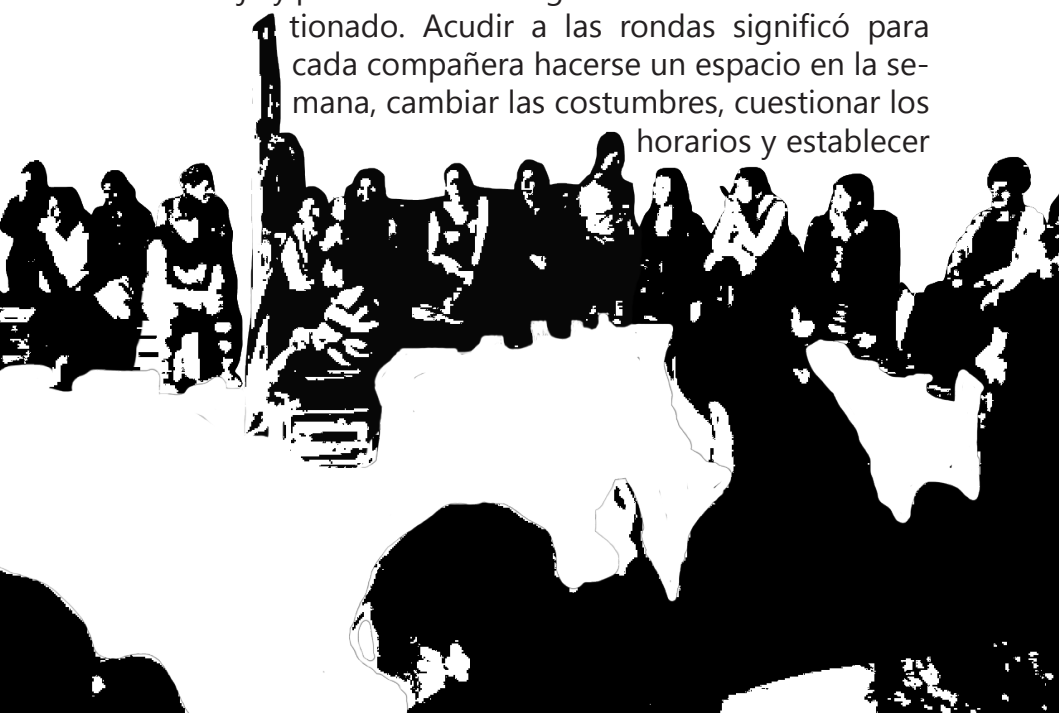 tionado. Acudir a las rondas significó para
cada compañera hacerse un espacio en la se-
mana, cambiar las costumbres, cuestionar los
horarios y establecer